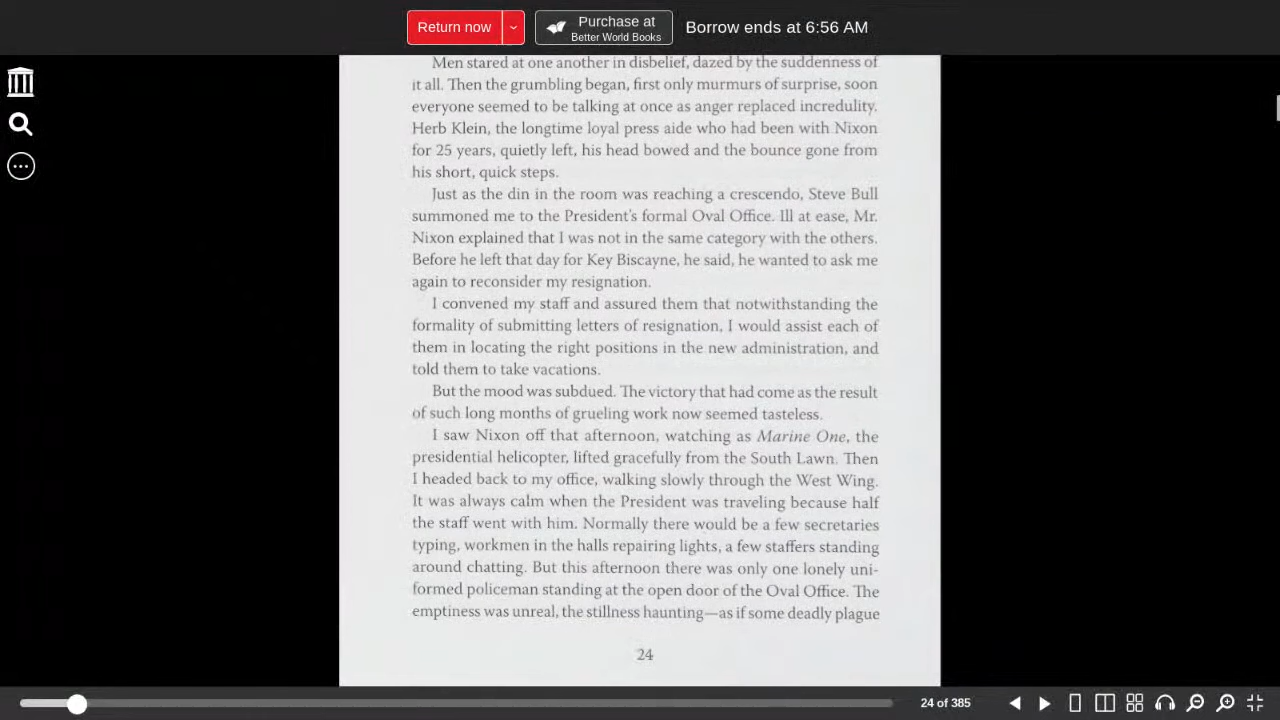 Return now
Purchase at
Better World Books
Borrow ends at 6:56 AM
Men stared at one another in disbelief, dazed by the suddenness of
it all. Then the grumbling began, first only murmurs of surprise, soon
everyone seemed to be talking at once as anger replaced incredulity.
Herb Klein, the longtime loyal press aide who had been with Nixon
for 25 years, quietly left, his head bowed and the bounce gone from
his short, quick steps.
Just as the din in the room was reaching a crescendo, Steve Bull
summoned me to the President's formal Oval Office. Ill at ease, Mr.
Nixon explained that I was not in the same category with the others.
Before he left that day for Key Biscayne, he said, he wanted to ask me
again to reconsider my resignation.
I convened my staff and assured them that notwithstanding the
formality of submitting letters of resignation, I would assist each of
them in locating the right positions in the new administration, and
told them to take vacations.
But the mood was subdued. The victory that had come as the result
of such long months of grueling work now seemed tasteless.
I saw Nixon off that afternoon, watching as Marine One, the
presidential helicopter, lifted gracefully from the South Lawn. Then
I headed back to my office, walking slowly through the West Wing.
It was always calm when the President was traveling because half
the staff went with him. Normally there would be a few secretaries
typing, workmen in the halls repairing lights, a few staffers standing
around chatting. But this afternoon there was only one lonely uni-
formed policeman standing at the open door of the Oval Office. The
emptiness was unreal, the stillness haunting—as if some deadly plague
24
24 of 385